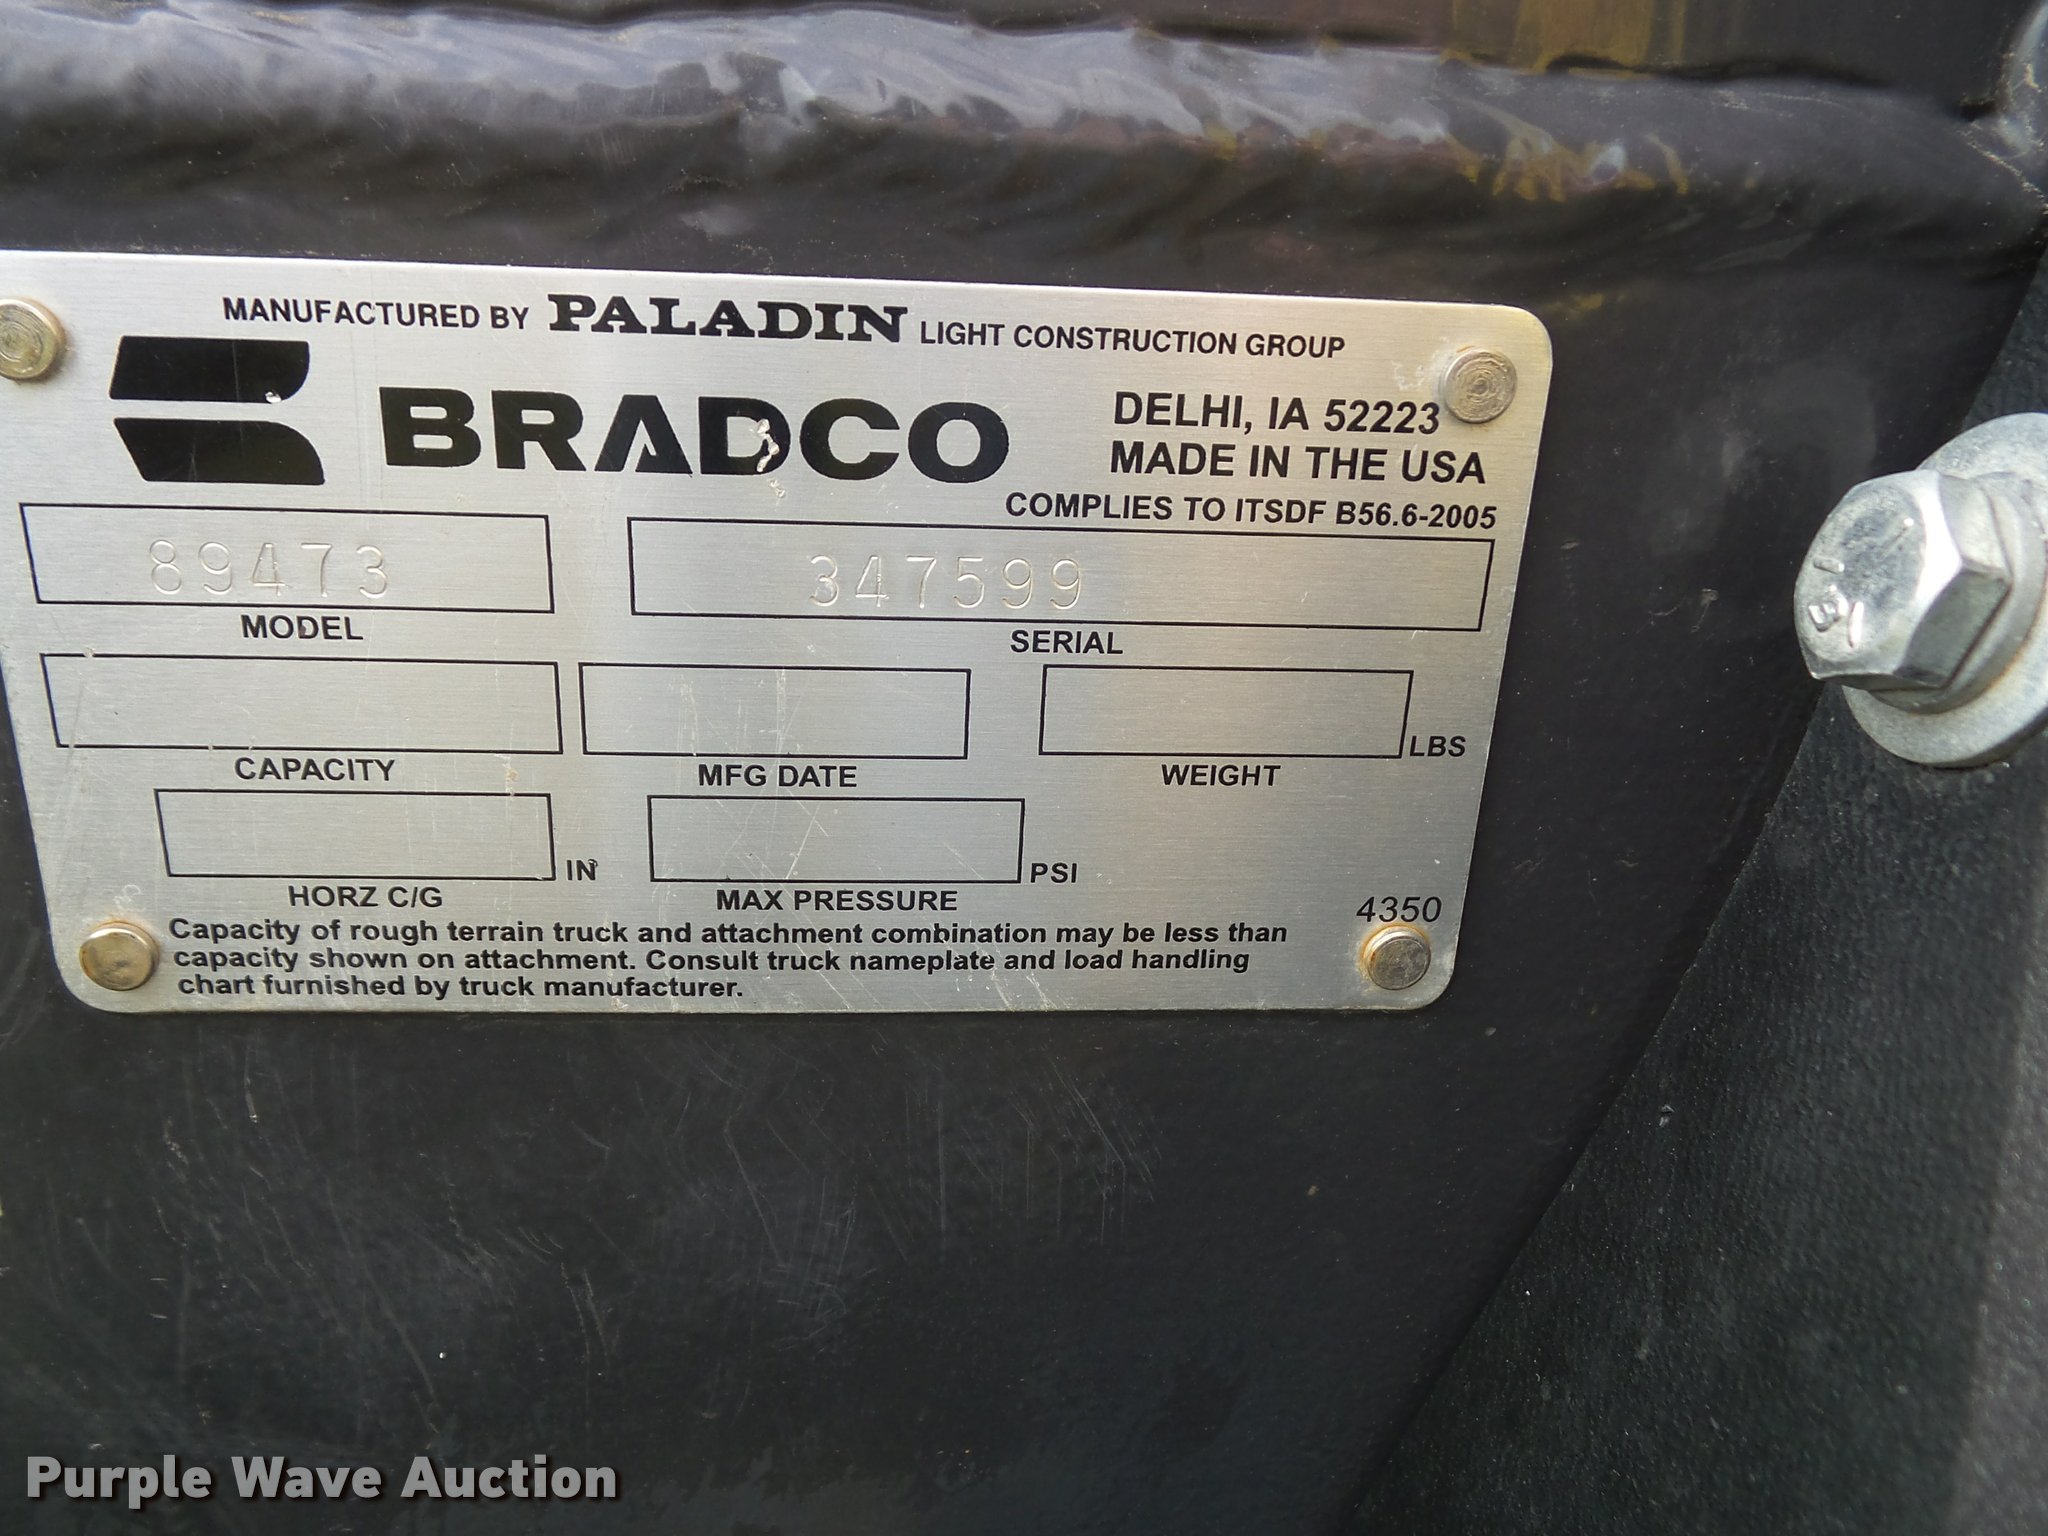 MANUFACTURED BY PALADIN LIGHT CONSTRUCTION GROUP
BRADCO
DELHI, IA 52223
MADE IN THE USA
COMPLIES TO ITSDF B56.6-2005
89473
347599
MODEL
SERIAL
LBS
CAPACITY
MFG DATE
WEIGHT
IN
PSI
HORZ C/G
MAX PRESSURE
4350
Capacity of rough terrain truck and attachment combination may be less than
capacity shown on attachment. Consult truck nameplate and load handling
chart furnished by truck manufacturer.
Purple Wave Auction